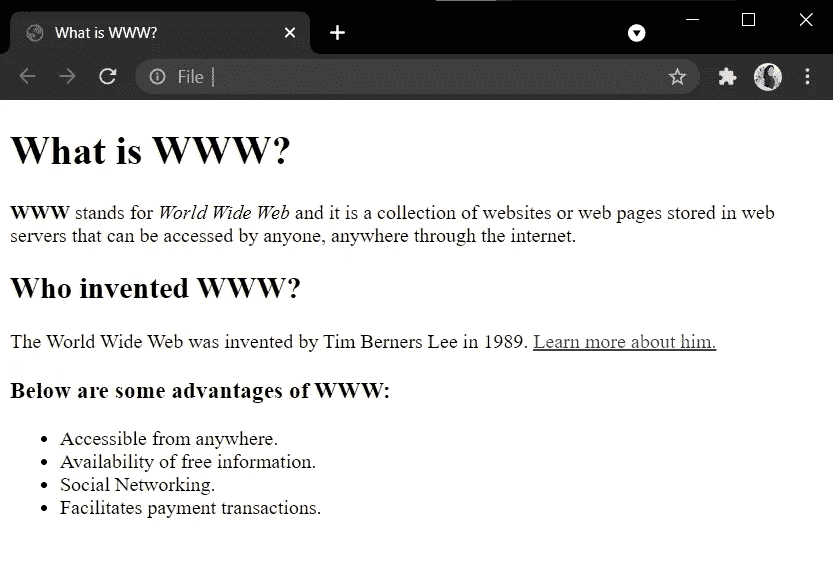 What is WWW?
File
What is WWW?
WWW stands for World Wide Web and it is a collection of websites or web pages stored in web
servers that can be accessed by anyone, anywhere through the internet.
Who invented WWW?
The World Wide Web was invented by Tim Berners Lee in 1989. Learn more about him.
Below are some advantages of WWW:
• Accessible from anywhere.
• Availability of free information.
• Social Networking.
• Facilitates payment transactions.